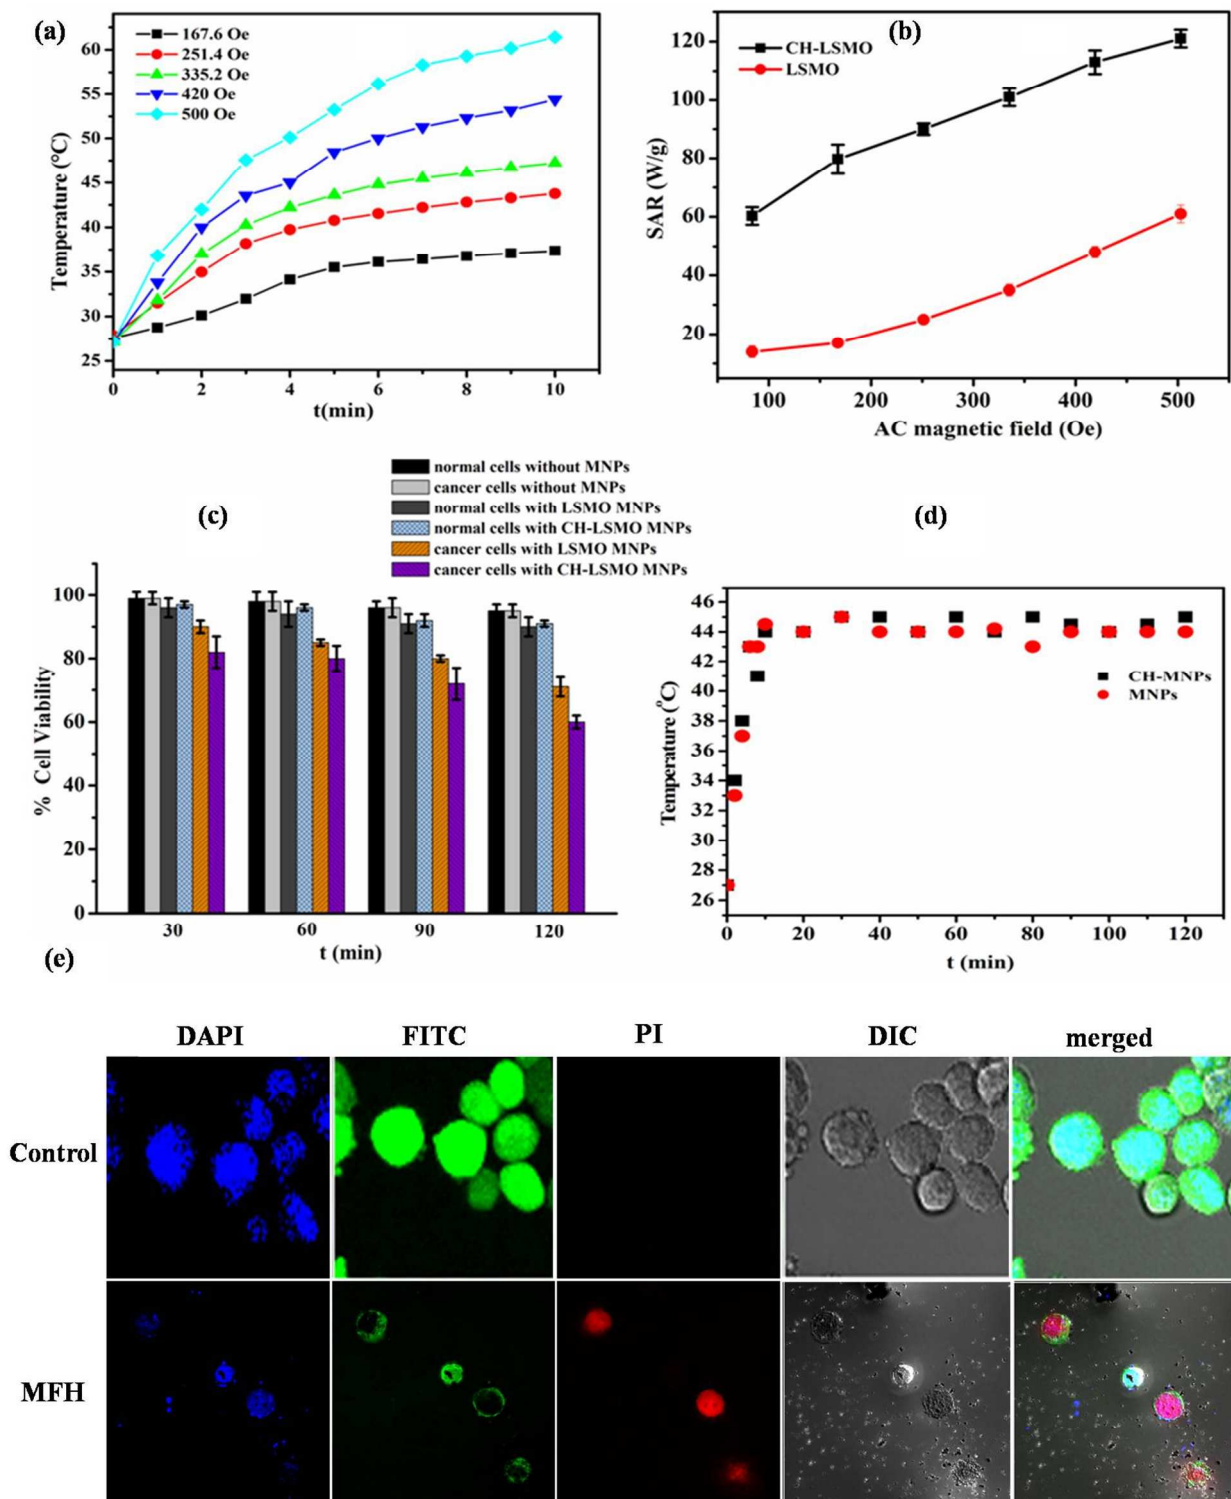 (a)
167.6 Oe
251.4 Oe
335.2 Oe
420 Oe
500 Oe
Temperature (°C)
60
55
50
45
40
35
30
25
0
2
4
6
8
10
t(min)
(b)
CH-LSMO
LSMO
SAR (W/g)
120
100
80
60
40
20
100
200
300
400
500
AC magnetic field (Oe)
(c)
normal cells without MNPs
cancer cells without MNPs
normal cells with LSMO MNPs
normal cells with CH-LSMO MNPs
cancer cells with LSMO MNPs
cancer cells with CH-LSMO MNPs
% Cell Viability
100
80
60
40
20
0
30
60
90
120
t (min)
(d)
CH-MNPs
MNPs
Temperature (°C)
46
44
42
40
38
36
34
32
30
28
26
0
20
40
60
80
100
120
t (min)
(e)
DAPI
FITC
PI
DIC
merged
Control
MFH